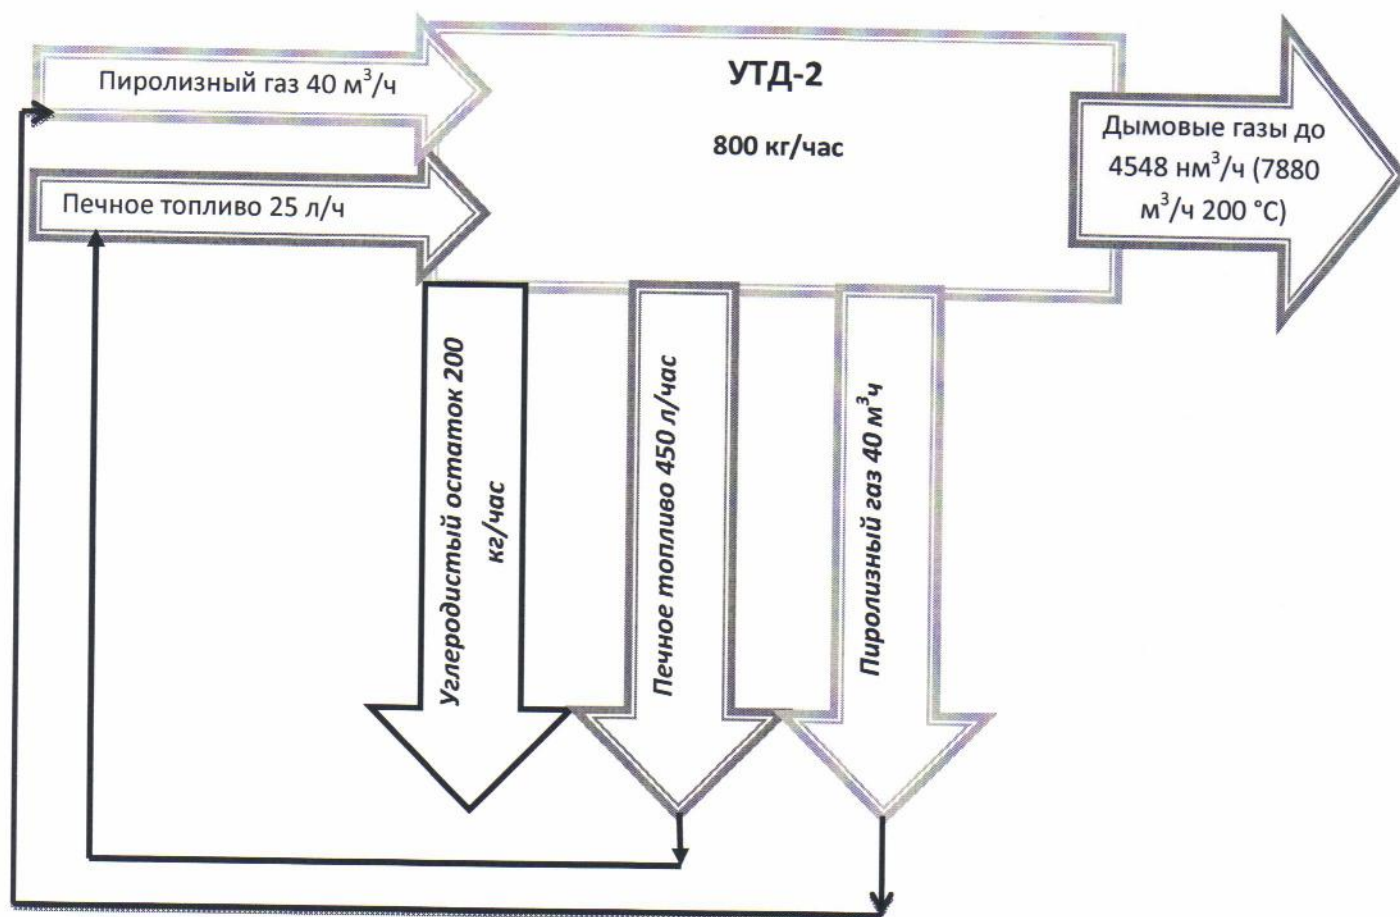 Пиролизный газ 40 м³/ч
УТД-2
800 кг/час
Дымовые газы до
4548 нм³/ч (7880
м³/ч 200 °С)
Печное топливо 25 л/ч
Углеродистый остаток 200
кг/час
Печное топливо 450 л/час
Пиролизный газ 40 м³ч